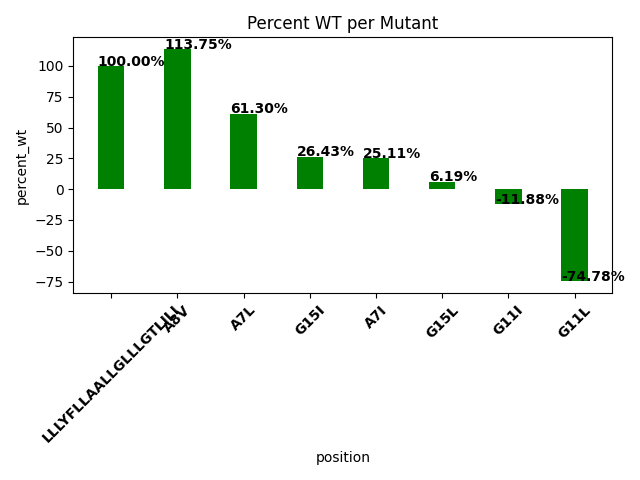 Percent WT per Mutant
percent_wt
100
75
50
25
0
−25
−50
−75
100.00%
113.75%
61.30%
26.43%
25.11%
6.19%
-11.88%
-74.78%
LLLYFLLAALLGLLLGTLILL
A8V
A7L
G15I
A7I
G15L
G11I
G11L
position